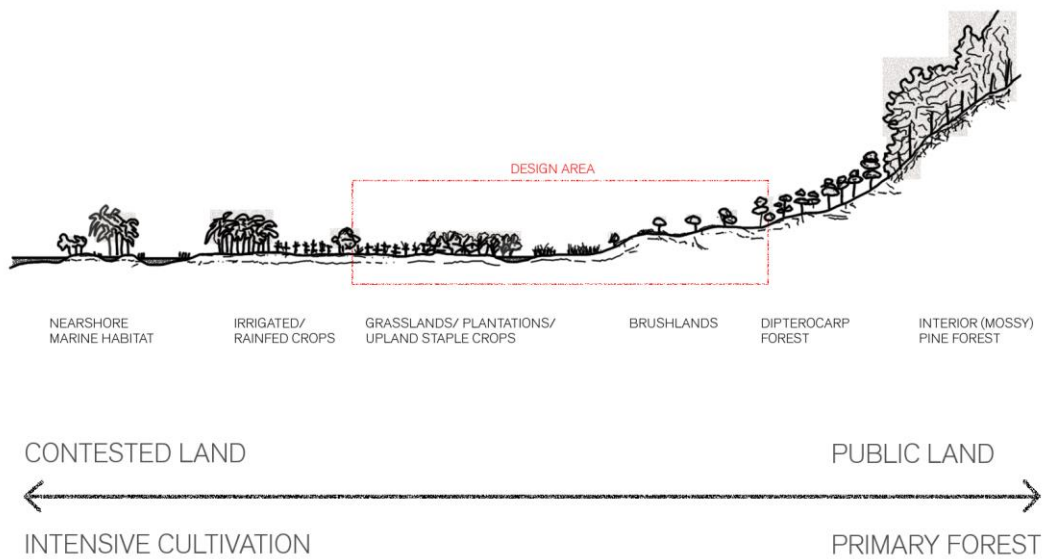 DESIGN AREA
NEARSHORE
MARINE HABITAT
IRRIGATED/
RAINFED CROPS
GRASSLANDS/ PLANTATIONS/
UPLAND STAPLE CROPS
BRUSHLANDS
DIPTEROCARP
FOREST
INTERIOR (MOSSY)
PINE FOREST
CONTESTED LAND
PUBLIC LAND
INTENSIVE CULTIVATION
PRIMARY FOREST